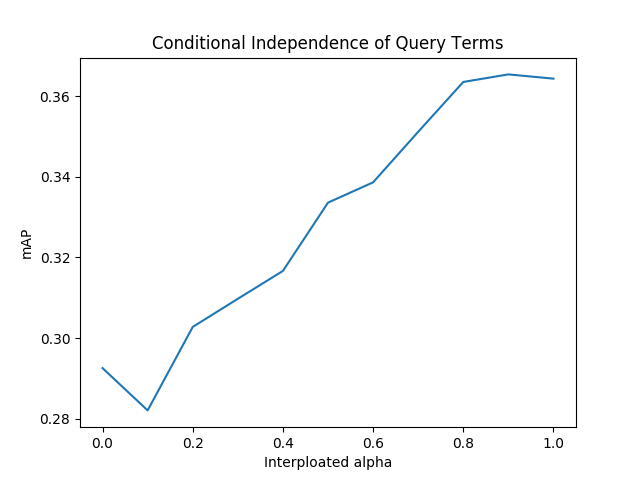 Conditional Independence of Query Terms
0.36
0.34
0.32
0.30
0.28
mAP
0.0 0.2 0.4 0.6 0.8 1.0
Interploated alpha